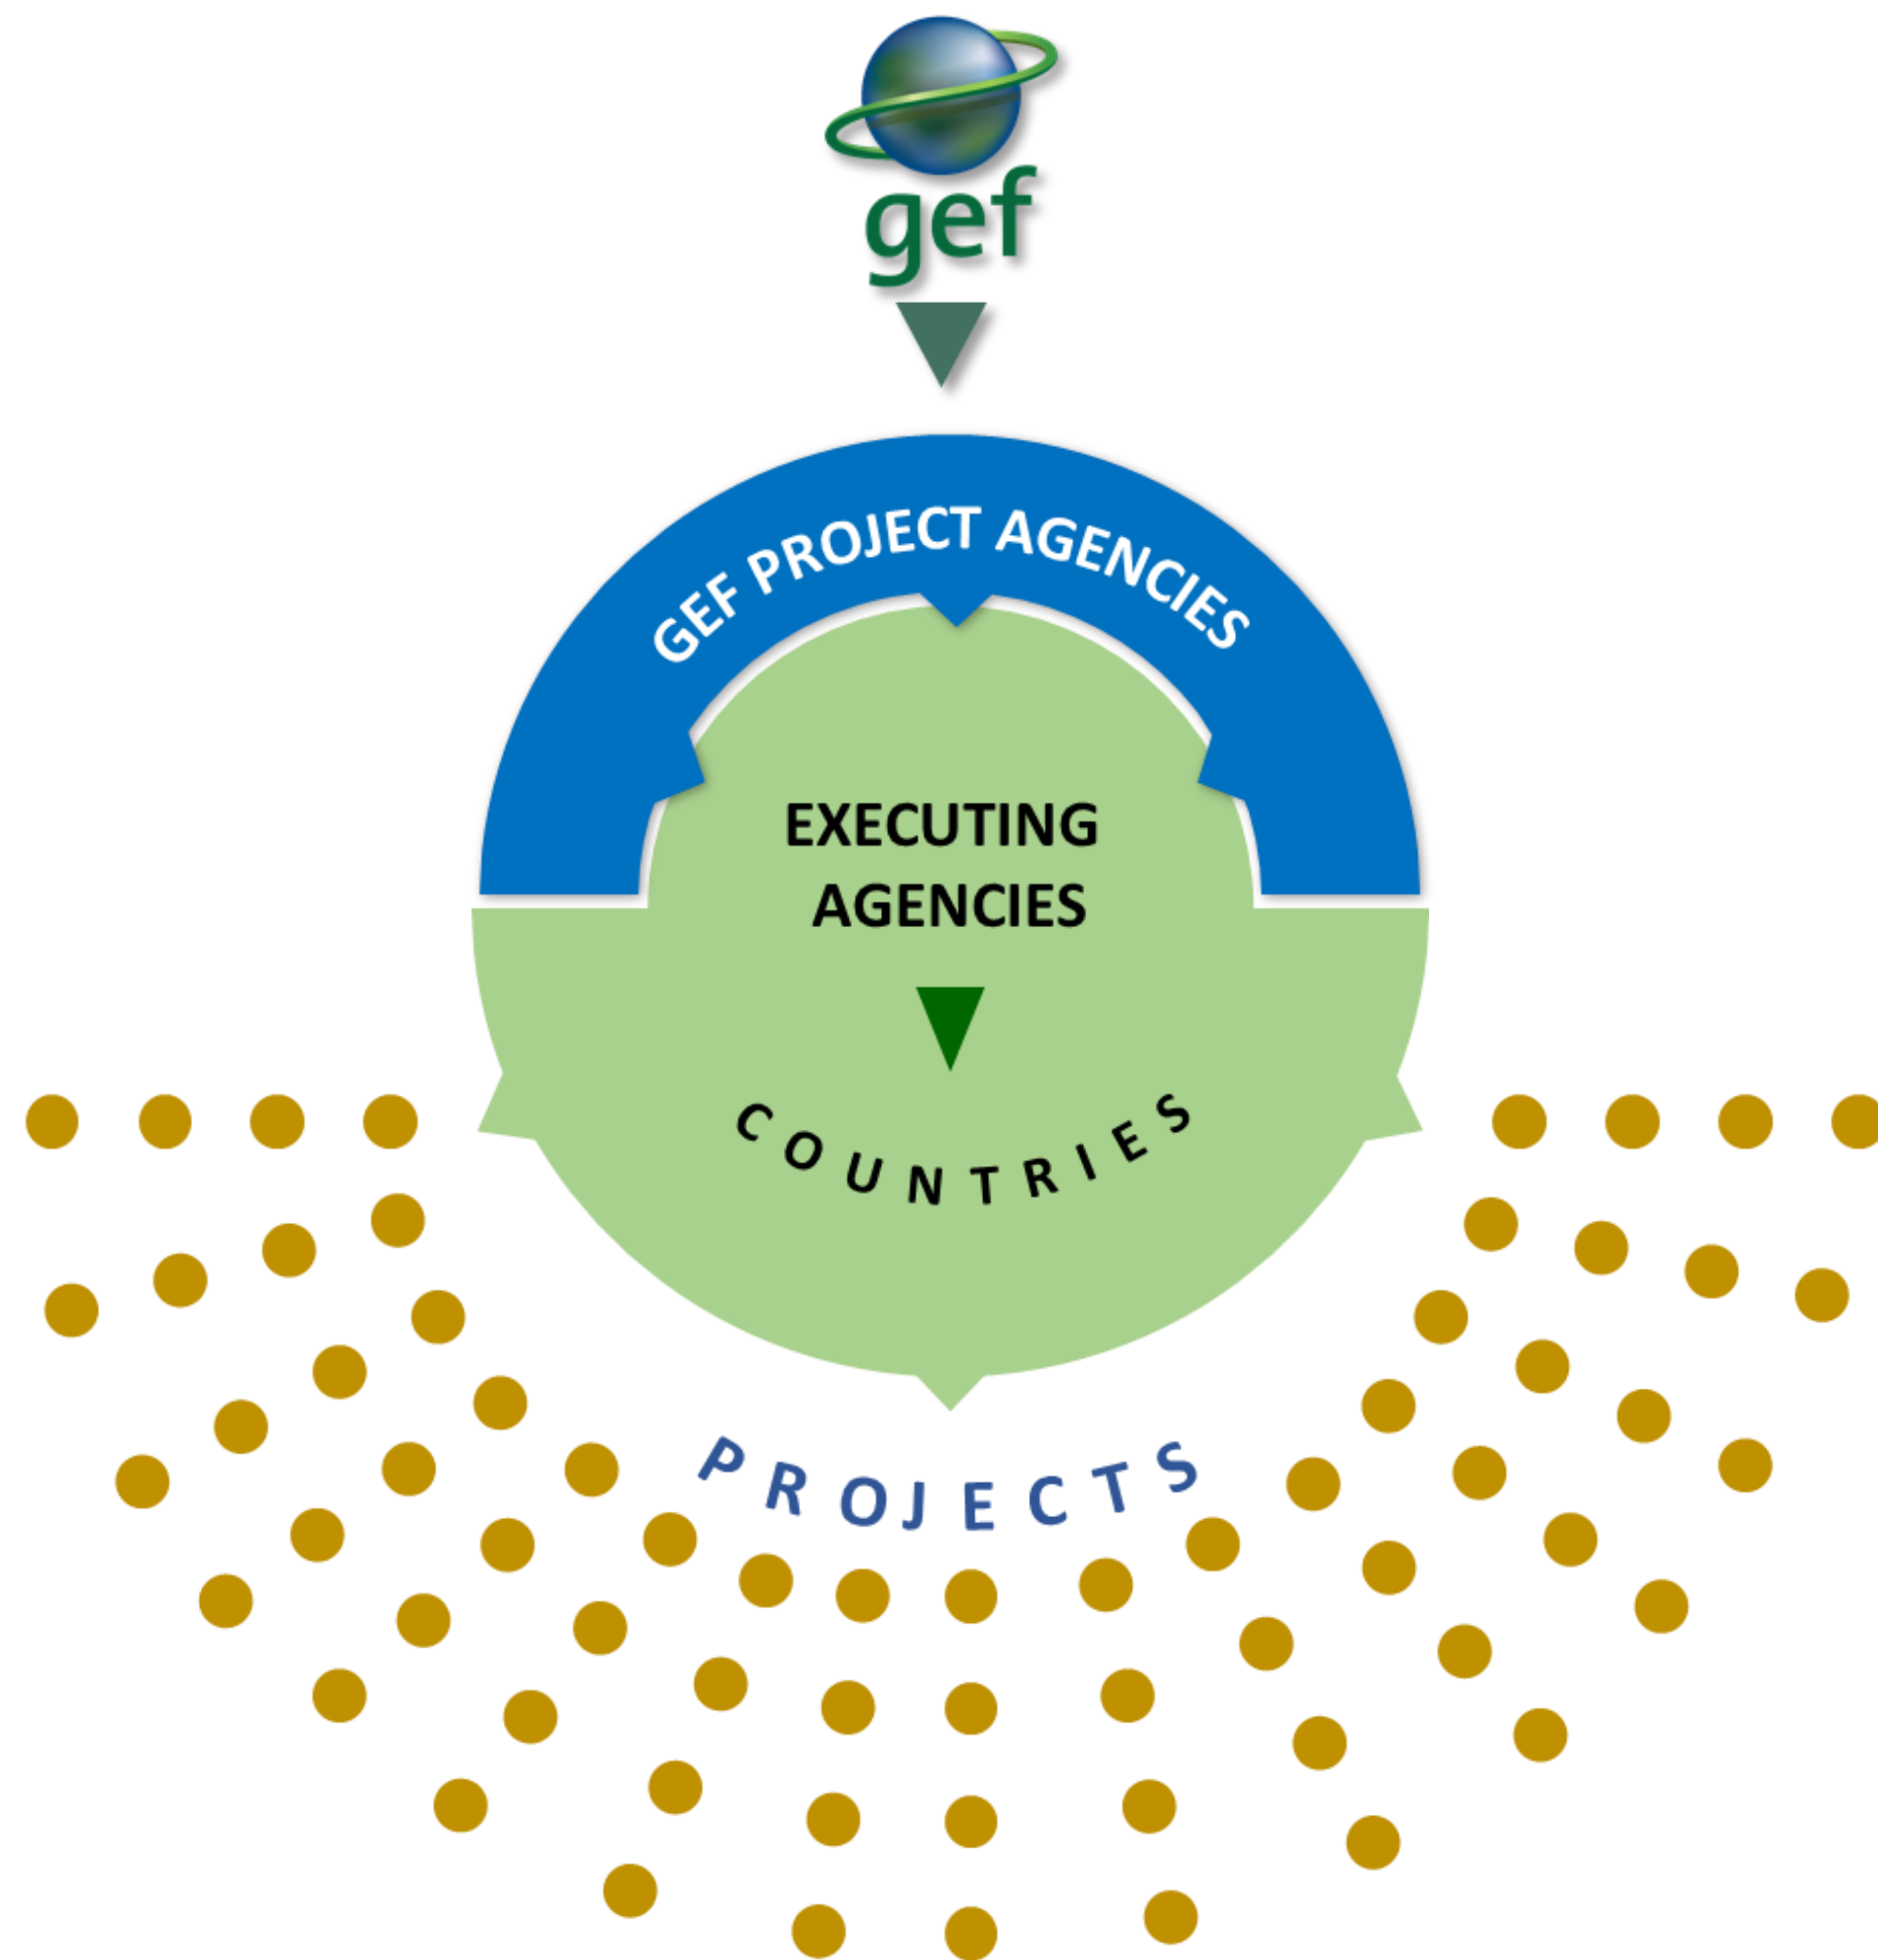 gef
GEF PROJECT AGENCIES
EXECUTING
AGENCIES
COUNTRIES
PROJECTS